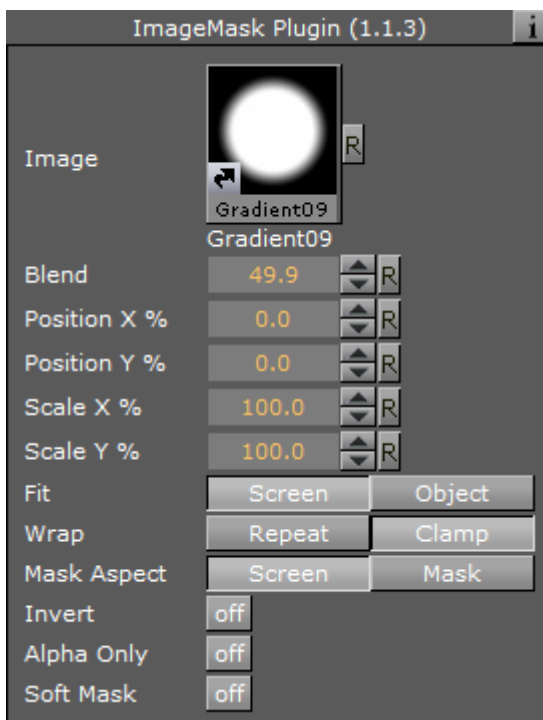 ImageMask Plugin (1.1.3) i
Image R
Gradient09
Gradient09
Blend 49.9 R
Position X % 0.0 R
Position Y % 0.0 R
Scale X % 100.0 R
Scale Y % 100.0 R
Fit Screen Object
Wrap Repeat Clamp
Mask Aspect Screen Mask
Invert off
Alpha Only off
Soft Mask off